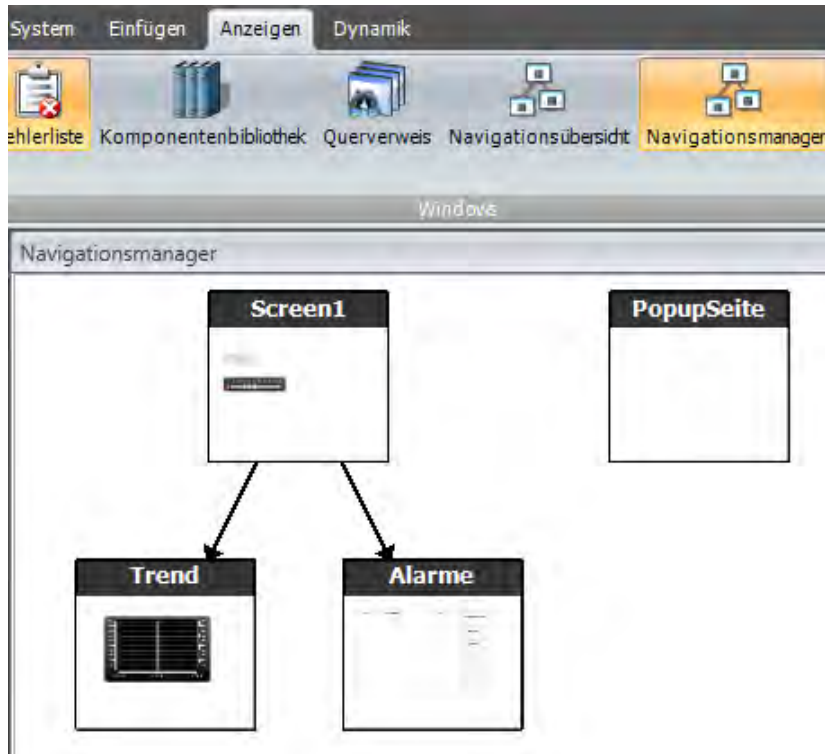 System Einfügen Anzeigen Dynamik
ehlerliste Komponentenbibliothek Querverweis Navigationsübersicht Navigationsmanager
Windows
Navigationsmanager
Screen1 PopupSeite
Trend Alarme